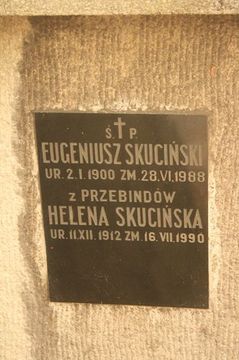 Ś. † P.
EUGENIUSZ SKUCIŃSKI
UR. 2. I. 1900 ZM. 28. VI. 1988
z PRZEBINDÓW
HELENA SKUCIŃSKA
UR. 11. XII. 1912 ZM. 16. VII. 1990